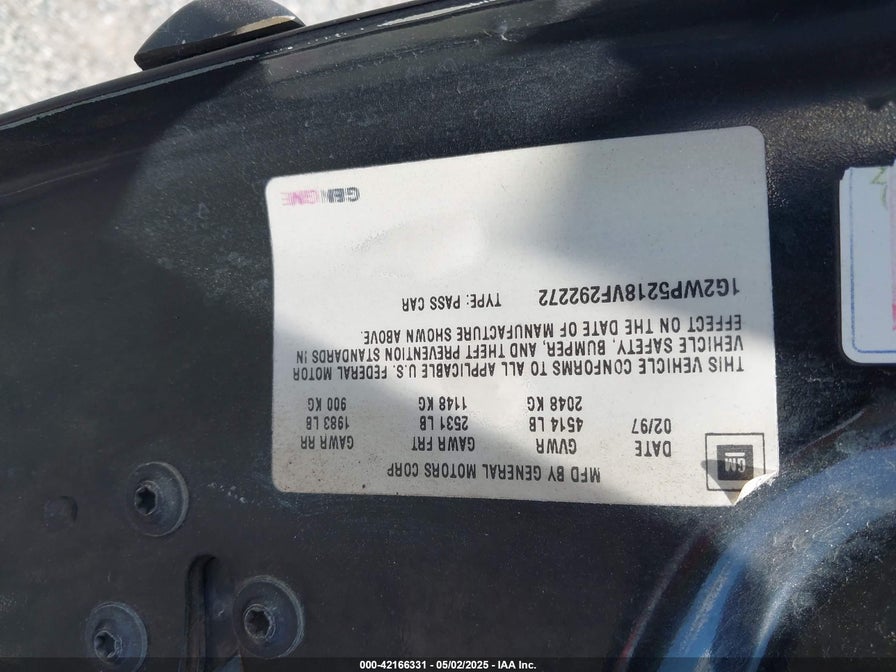 MFD BY GENERAL MOTORS CORP
GM
DATE GVWR GAWR FRT GAWR RR
02/97 4514 LB 2531 LB 1983 LB
2048 KG 1148 KG 900 KG
THIS VEHICLE CONFORMS TO ALL APPLICABLE U.S. FEDERAL MOTOR
VEHICLE SAFETY, BUMPER, AND THEFT PREVENTION STANDARDS IN
EFFECT ON THE DATE OF MANUFACTURE SHOWN ABOVE.
1G2WP5218VF292272 TYPE: PASS CAR
GENUINE
000-42166331 - 05/02/2025 - IAA Inc.